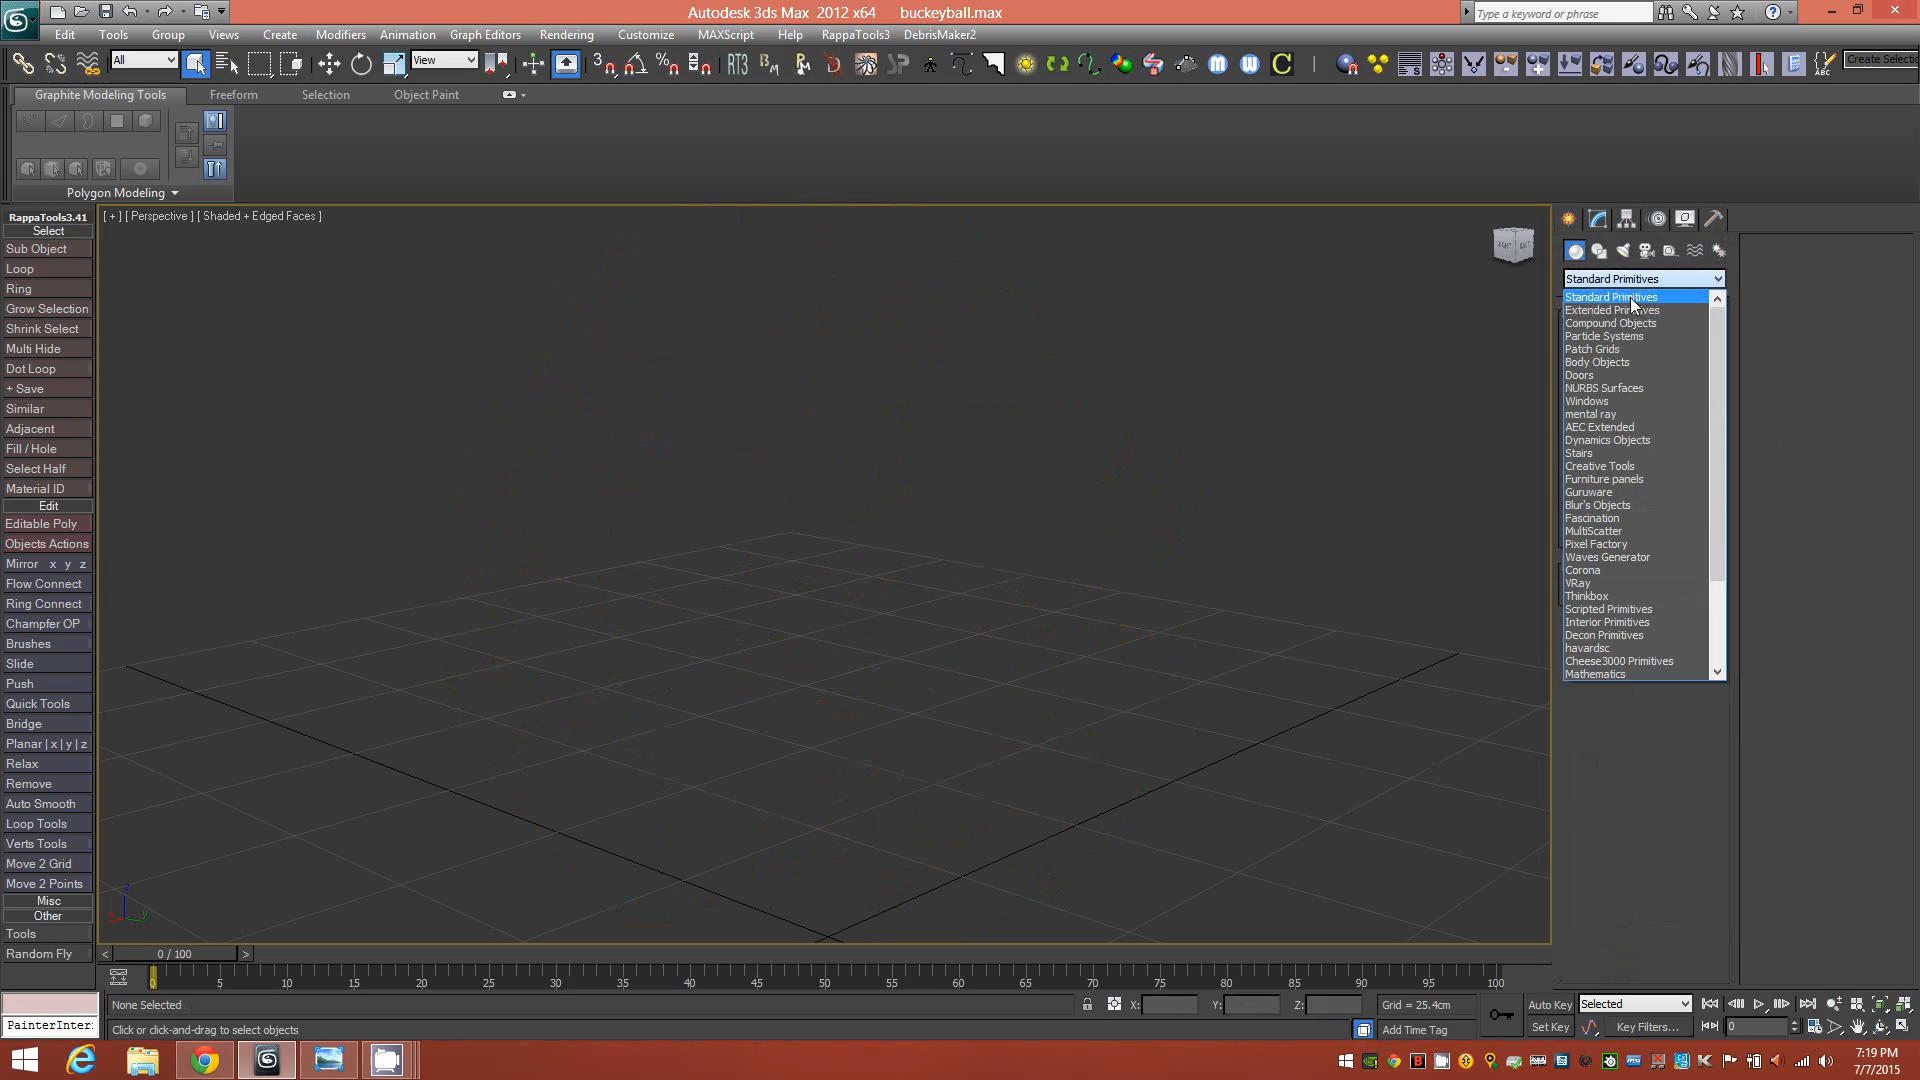 Autodesk 3ds Max 2012 x64 buckeyball.max
Type a keyword or phrase
Edit Tools Group Views Create Modifiers Animation Graph Editors Rendering Customize MAXScript Help RappaTools3 DebrisMaker2
All View RT3 ABC Create Selectio
Graphite Modeling Tools Freeform Selection Object Paint
Polygon Modeling
RappaTools3.41
Select
Sub Object
Loop
Ring
Grow Selection
Shrink Select
Multi Hide
Dot Loop
+ Save
Similar
Adjacent
Fill / Hole
Select Half
Material ID
Edit
Editable Poly
Objects Actions
Mirror x y z
Flow Connect
Ring Connect
Champfer OP
Brushes
Slide
Push
Quick Tools
Bridge
Planar | x | y | z
Relax
Remove
Auto Smooth
Loop Tools
Verts Tools
Move 2 Grid
Move 2 Points
Misc
Other
Tools
Random Fly
[ + ] [ Perspective ] [ Shaded + Edged Faces ]
Standard Primitives
Standard Primitives
Extended Primitives
Compound Objects
Particle Systems
Patch Grids
Body Objects
Doors
NURBS Surfaces
Windows
mental ray
AEC Extended
Dynamics Objects
Stairs
Creative Tools
Furniture panels
Guruware
Blur's Objects
Fascination
MultiScatter
Pixel Factory
Waves Generator
Corona
VRay
Thinkbox
Scripted Primitives
Interior Primitives
Decon Primitives
havardsc
Cheese3000 Primitives
Mathematics
< 0 / 100 >
0 5 10 15 20 25 30 35 40 45 50 55 60 65 70 75 80 85 90 95 100
None Selected X: Y: Z: Grid = 25.4cm Auto Key Selected
PainterInter: Click or click-and-drag to select objects Add Time Tag Set Key Key Filters... 0
7:19 PM
7/7/2015